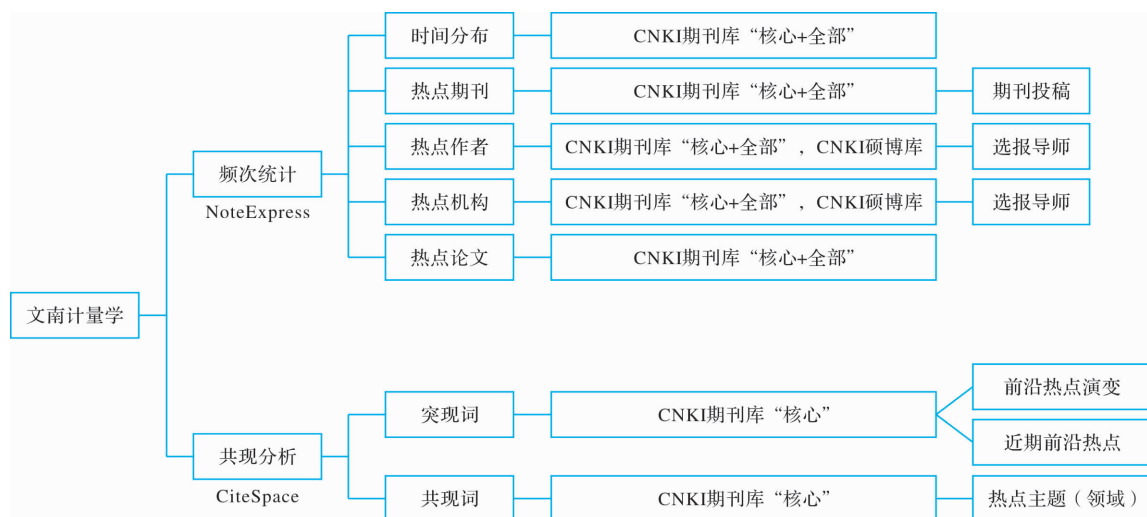 时间分布
CNKI期刊库“核心+全部”
热点期刊
CNKI期刊库“核心+全部”
期刊投稿
热点作者
CNKI期刊库“核心+全部”，CNKI硕博库
选报导师
频次统计
NoteExpress
热点机构
CNKI期刊库“核心+全部”，CNKI硕博库
选报导师
热点论文
CNKI期刊库“核心+全部”
文南计量学
前沿热点演变
突现词
CNKI期刊库“核心”
近期前沿热点
共现分析
CiteSpace
共现词
CNKI期刊库“核心”
热点主题（领域）